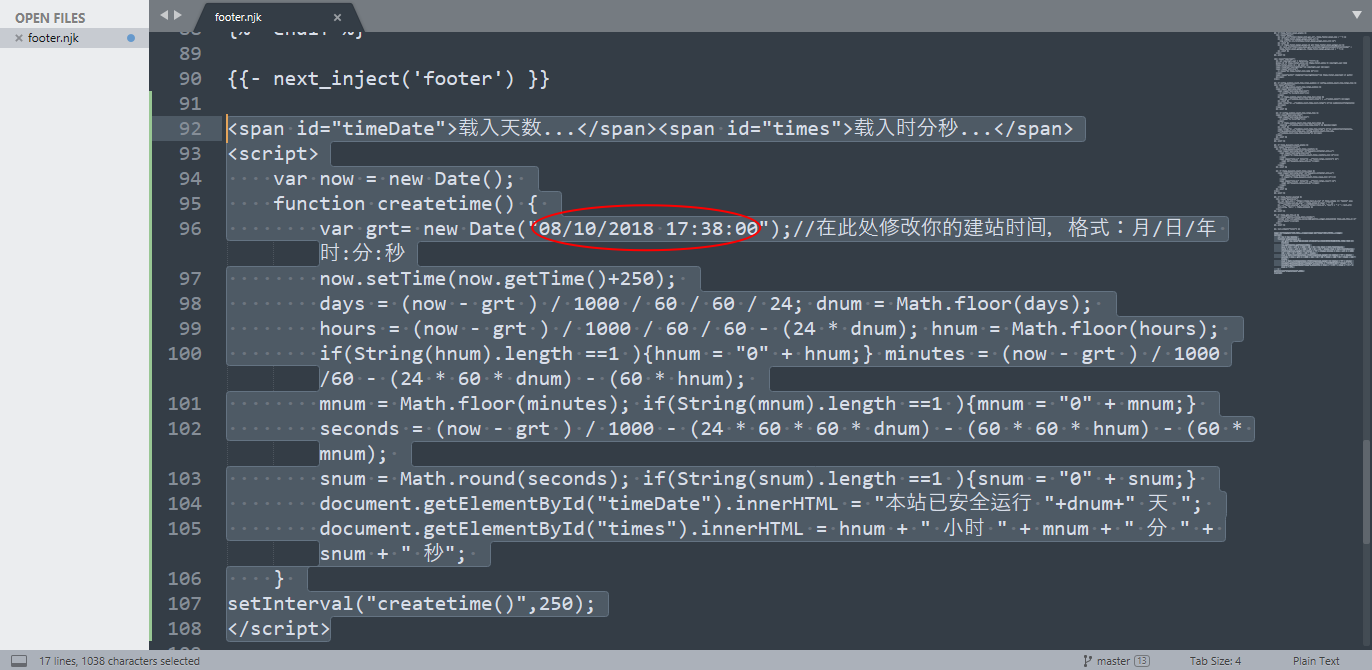 OPEN FILES
footer.njk
footer.njk
89
90 {{- next_inject('footer') }}
91
92 <span id="timeDate">载入天数...</span><span id="times">载入时分秒...</span>
93 <script>
94 var now = new Date();
95 function createtime() {
96 var grt= new Date("08/10/2018 17:38:00");//在此处修改你的建站时间, 格式：月/日/年
时:分:秒
97 now.setTime(now.getTime()+250);
98 days = (now - grt ) / 1000 / 60 / 60 / 24; dnum = Math.floor(days);
99 hours = (now - grt ) / 1000 / 60 / 60 - (24 * dnum); hnum = Math.floor(hours);
100 if(String(hnum).length ==1 ){hnum = "0" + hnum;} minutes = (now - grt ) / 1000
/60 - (24 * 60 * dnum) - (60 * hnum);
101 mnum = Math.floor(minutes); if(String(mnum).length ==1 ){mnum = "0" + mnum;}
102 seconds = (now - grt ) / 1000 - (24 * 60 * 60 * dnum) - (60 * 60 * hnum) - (60 *
mnum);
103 snum = Math.round(seconds); if(String(snum).length ==1 ){snum = "0" + snum;}
104 document.getElementById("timeDate").innerHTML = "本站已安全运行 "+dnum+" 天 ";
105 document.getElementById("times").innerHTML = hnum + " 小时 " + mnum + " 分 " +
snum + " 秒";
106 }
107 setInterval("createtime()",250);
108 </script>
17 lines, 1038 characters selected
master 13
Tab Size: 4
Plain Text